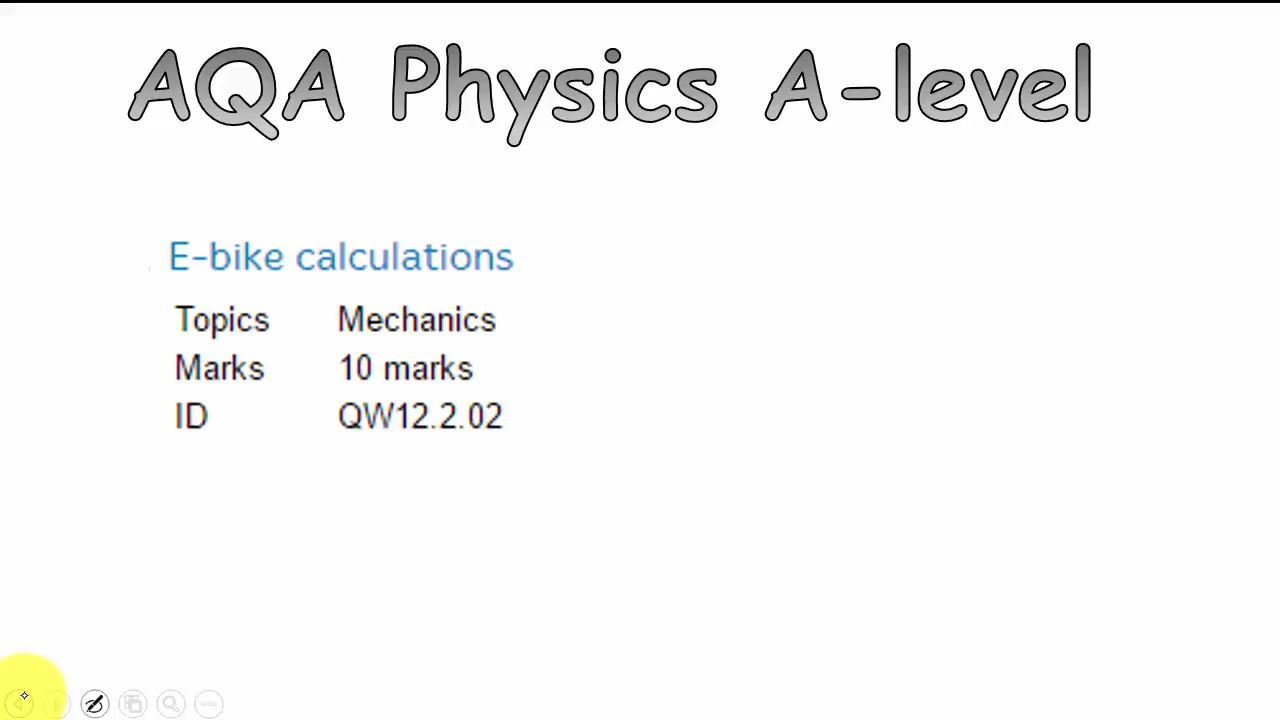 AQA Physics A-level
E-bike calculations
Topics Mechanics
Marks 10 marks
ID QW12.2.02